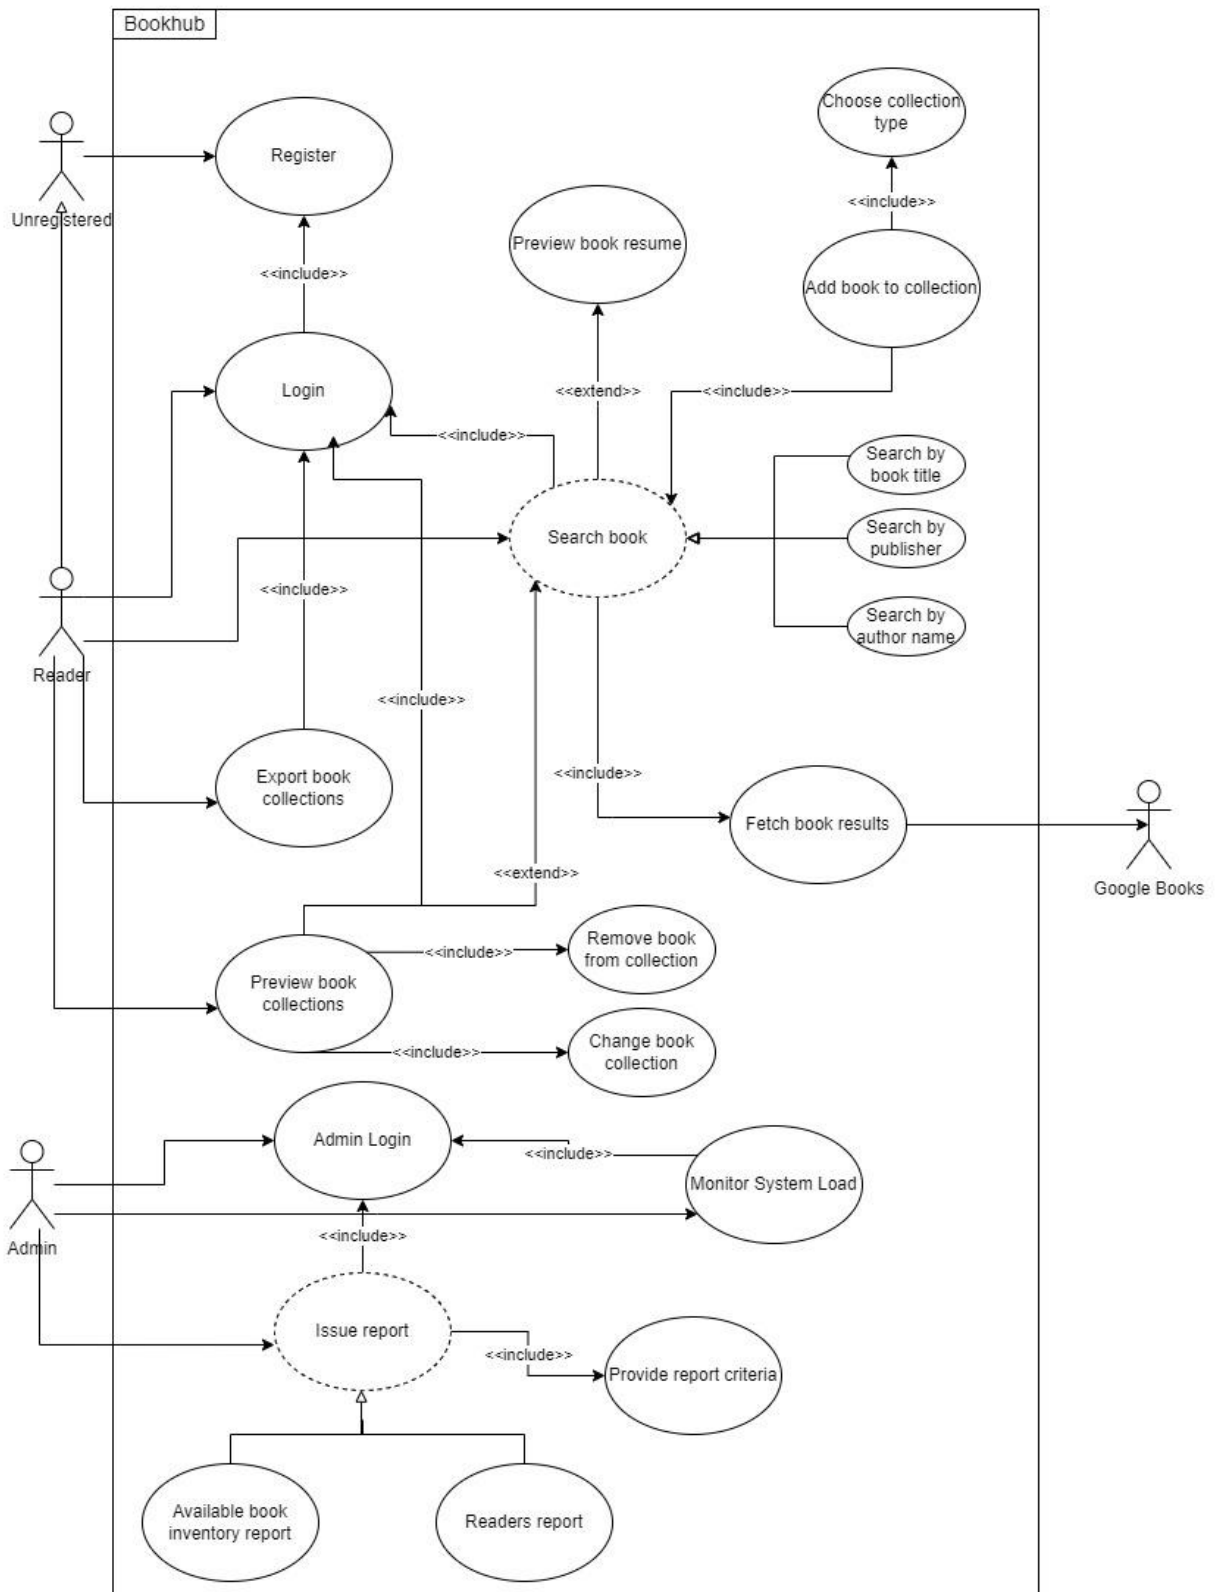 Bookhub
Choose collection
type
Register
Unregistered
<<include>>
Preview book resume
<<include>>
Add book to collection
Login
<<extend>>
<<include>>
<<include>>
Search by
book title
Search book
Search by
publisher
<<include>>
Search by
author name
Reader
<<include>>
Export book
collections
<<include>>
Fetch book results
Google Books
<<extend>>
Remove book
from collection
<<include>>
Preview book
collections
Change book
collection
<<include>>
Admin Login
<<include>>
Monitor System Load
Admin
<<include>>
Issue report
<<include>>
Provide report criteria
Available book
inventory report
Readers report